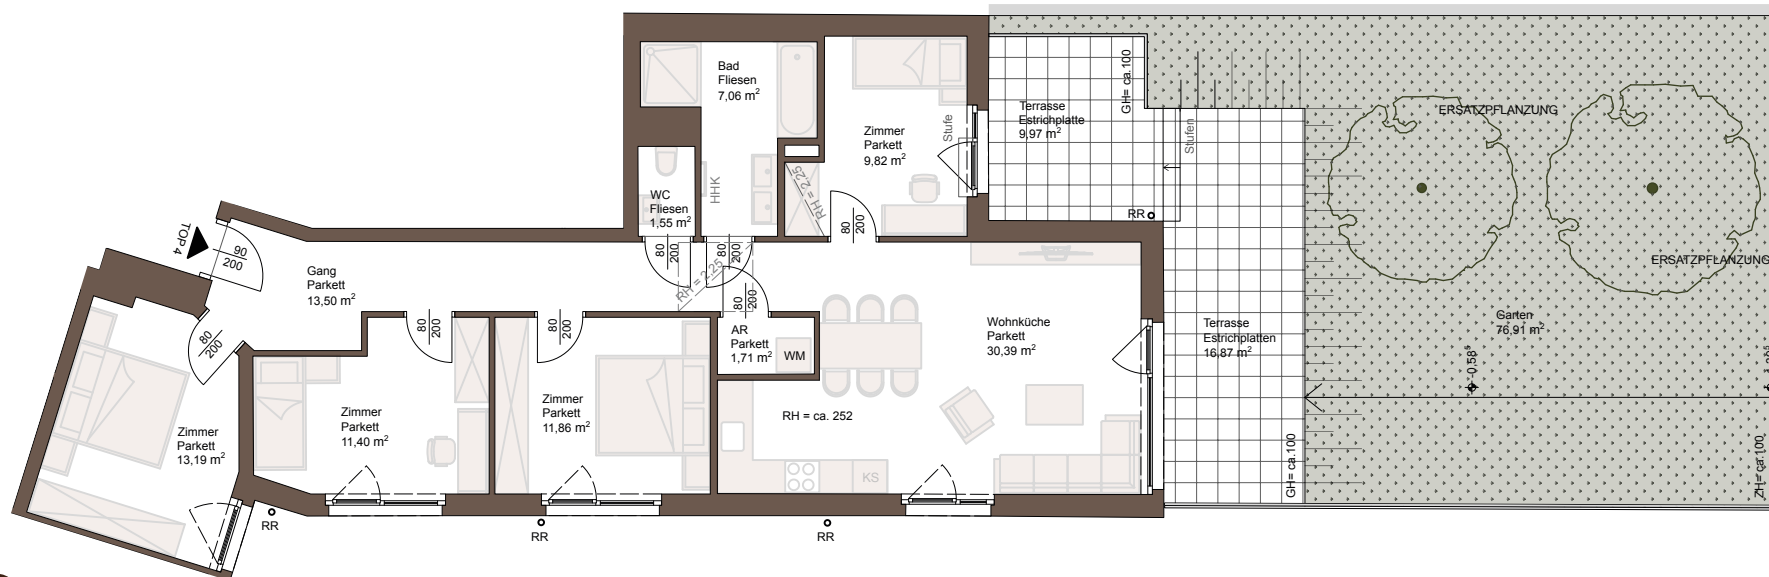 Bad
Fliesen
7,06 m²
HHK
WC
Fliesen
1,55 m²
80
200
80
200
RH = 2.25
RH = 2.25
Zimmer
Parkett
9,82 m²
Stufe
80
200
Terrasse
Estrichplatte
9,97 m²
GH= ca.100
Stufen
RR
ERSATZPFLANZUNG
ERSATZPFLANZUNG
TOP 4
90
200
Gang
Parkett
13,50 m²
80
200
80
200
80
200
80
200
AR
Parkett
1,71 m²
WM
Wohnküche
Parkett
30,39 m²
Terrasse
Estrichplatten
16,87 m²
Garten
76,91 m²
-0,58⁵
Zimmer
Parkett
13,19 m²
Zimmer
Parkett
11,40 m²
Zimmer
Parkett
11,86 m²
RH = ca. 252
KS
GH= ca.100
ZH= ca.100
RR
RR
RR